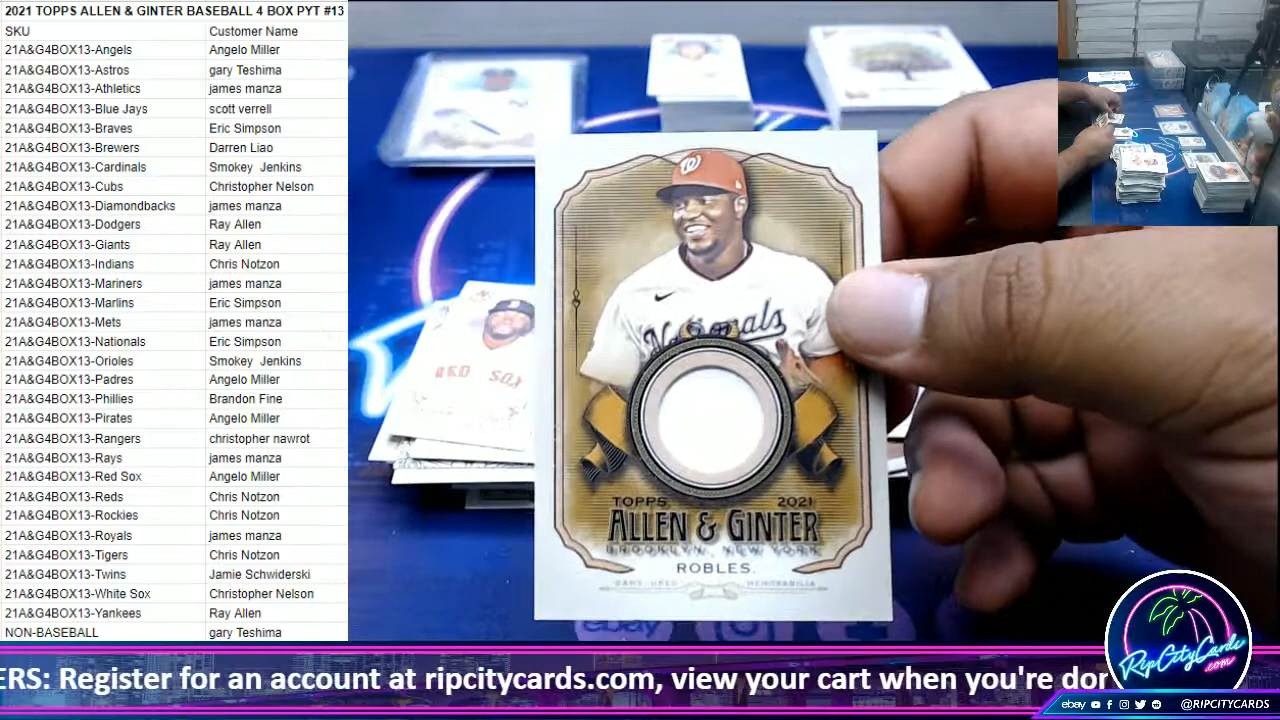 2021 TOPPS ALLEN & GINTER BASEBALL 4 BOX PYT #13
SKU Customer Name
21A&G4BOX13-Angels Angelo Miller
21A&G4BOX13-Astros gary Teshima
21A&G4BOX13-Athletics james manza
21A&G4BOX13-Blue Jays scott verrell
21A&G4BOX13-Braves Eric Simpson
21A&G4BOX13-Brewers Darren Liao
21A&G4BOX13-Cardinals Smokey Jenkins
21A&G4BOX13-Cubs Christopher Nelson
21A&G4BOX13-Diamondbacks james manza
21A&G4BOX13-Dodgers Ray Allen
21A&G4BOX13-Giants Ray Allen
21A&G4BOX13-Indians Chris Notzon
21A&G4BOX13-Mariners james manza
21A&G4BOX13-Marlins Eric Simpson
21A&G4BOX13-Mets james manza
21A&G4BOX13-Nationals Eric Simpson
21A&G4BOX13-Orioles Smokey Jenkins
21A&G4BOX13-Padres Angelo Miller
21A&G4BOX13-Phillies Brandon Fine
21A&G4BOX13-Pirates Angelo Miller
21A&G4BOX13-Rangers christopher nawrot
21A&G4BOX13-Rays james manza
21A&G4BOX13-Red Sox Angelo Miller
21A&G4BOX13-Reds Chris Notzon
21A&G4BOX13-Rockies Chris Notzon
21A&G4BOX13-Royals james manza
21A&G4BOX13-Tigers Chris Notzon
21A&G4BOX13-Twins Jamie Schwiderski
21A&G4BOX13-White Sox Christopher Nelson
21A&G4BOX13-Yankees Ray Allen
NON-BASEBALL gary Teshima
W
Nationals
RED SOX
TOPPS 2021
ALLEN & GINTER
BROOKLYN, NEW YORK
ROBLES.
GAME-USED MEMORABILIA
ebay
ERS: Register for an account at ripcitycards.com, view your cart when you're dor
RipCityCards
.com
ebay @RIPCITYCARDS